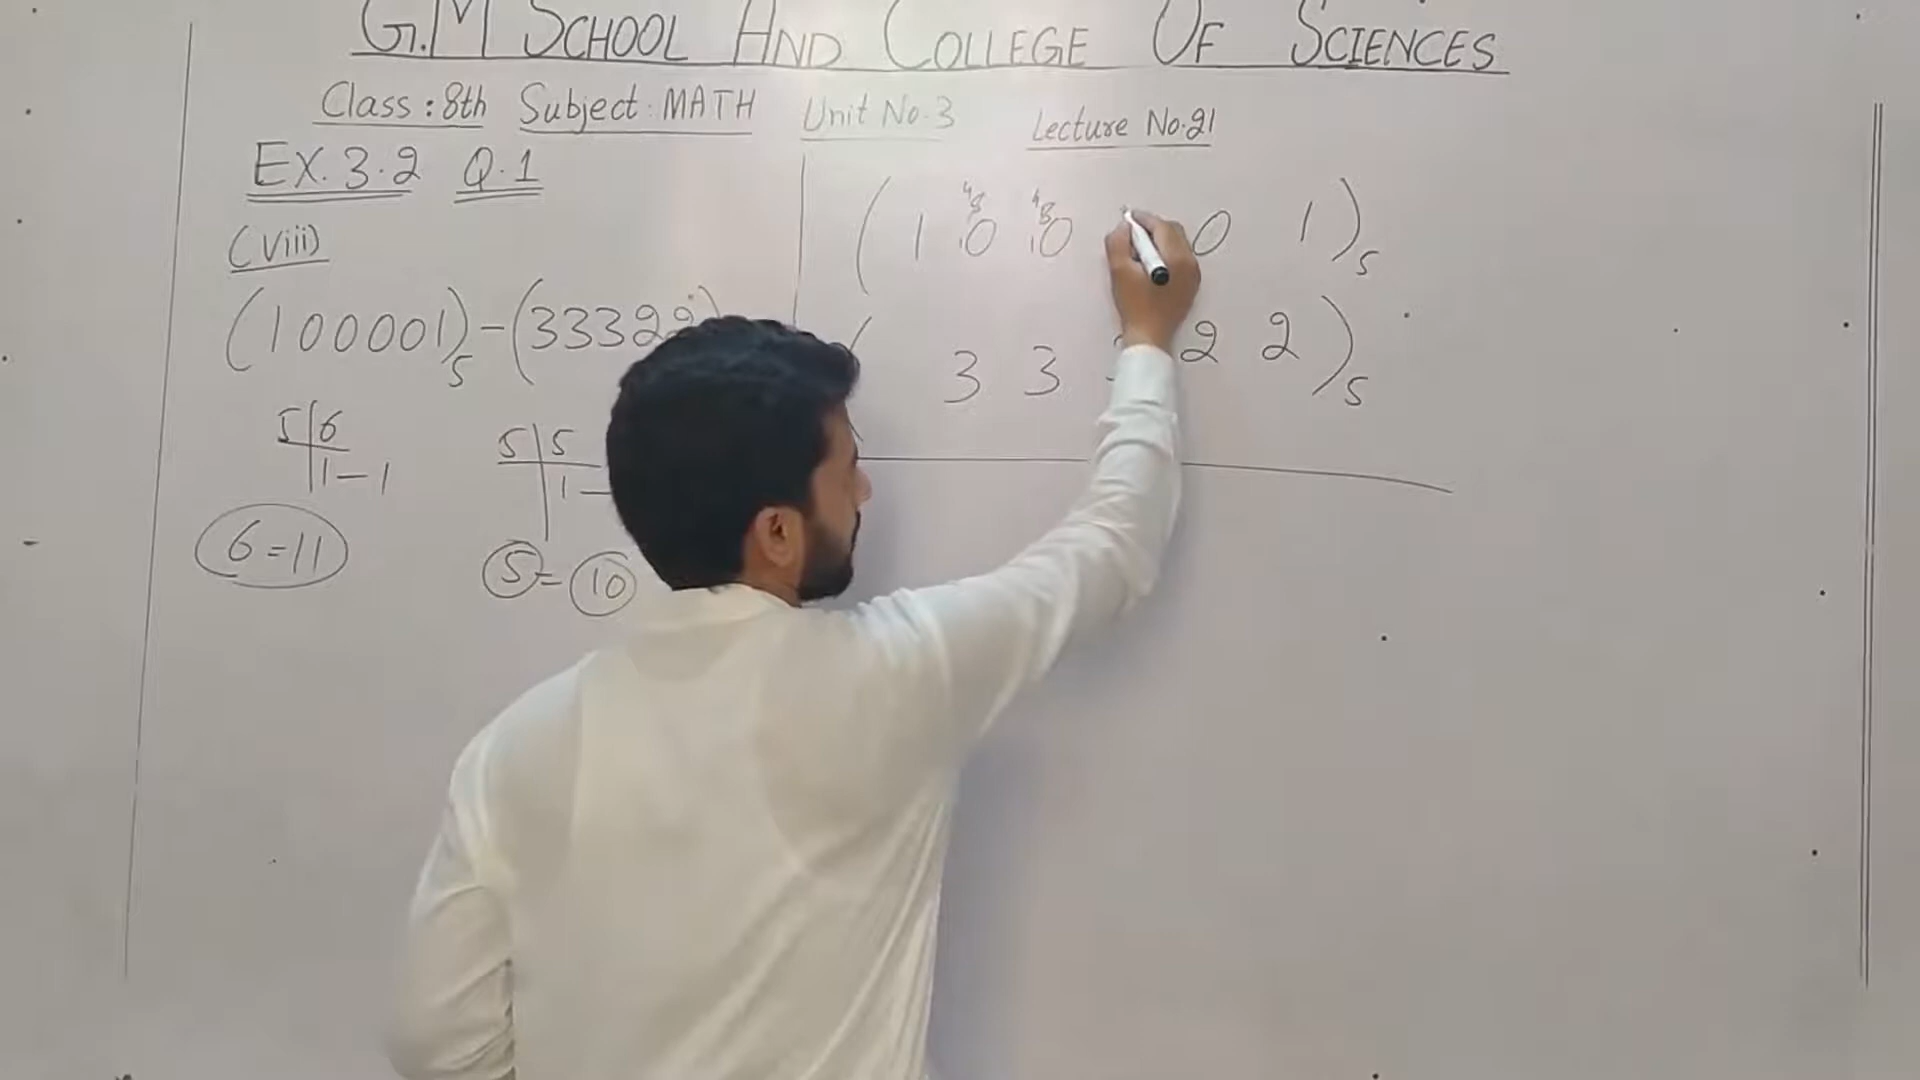 G.M SCHOOL AND COLLEGE OF SCIENCES
Class : 8th Subject : MATH Unit No. 3 Lecture No. 21
EX. 3.2 Q.1
(viii)
(100001)5 - (33322
5 | 6
1 - 1
6 = 11
5 | 5
1 -
5 = 10
(1 0 0 0 1)5
3 3 2 2)5